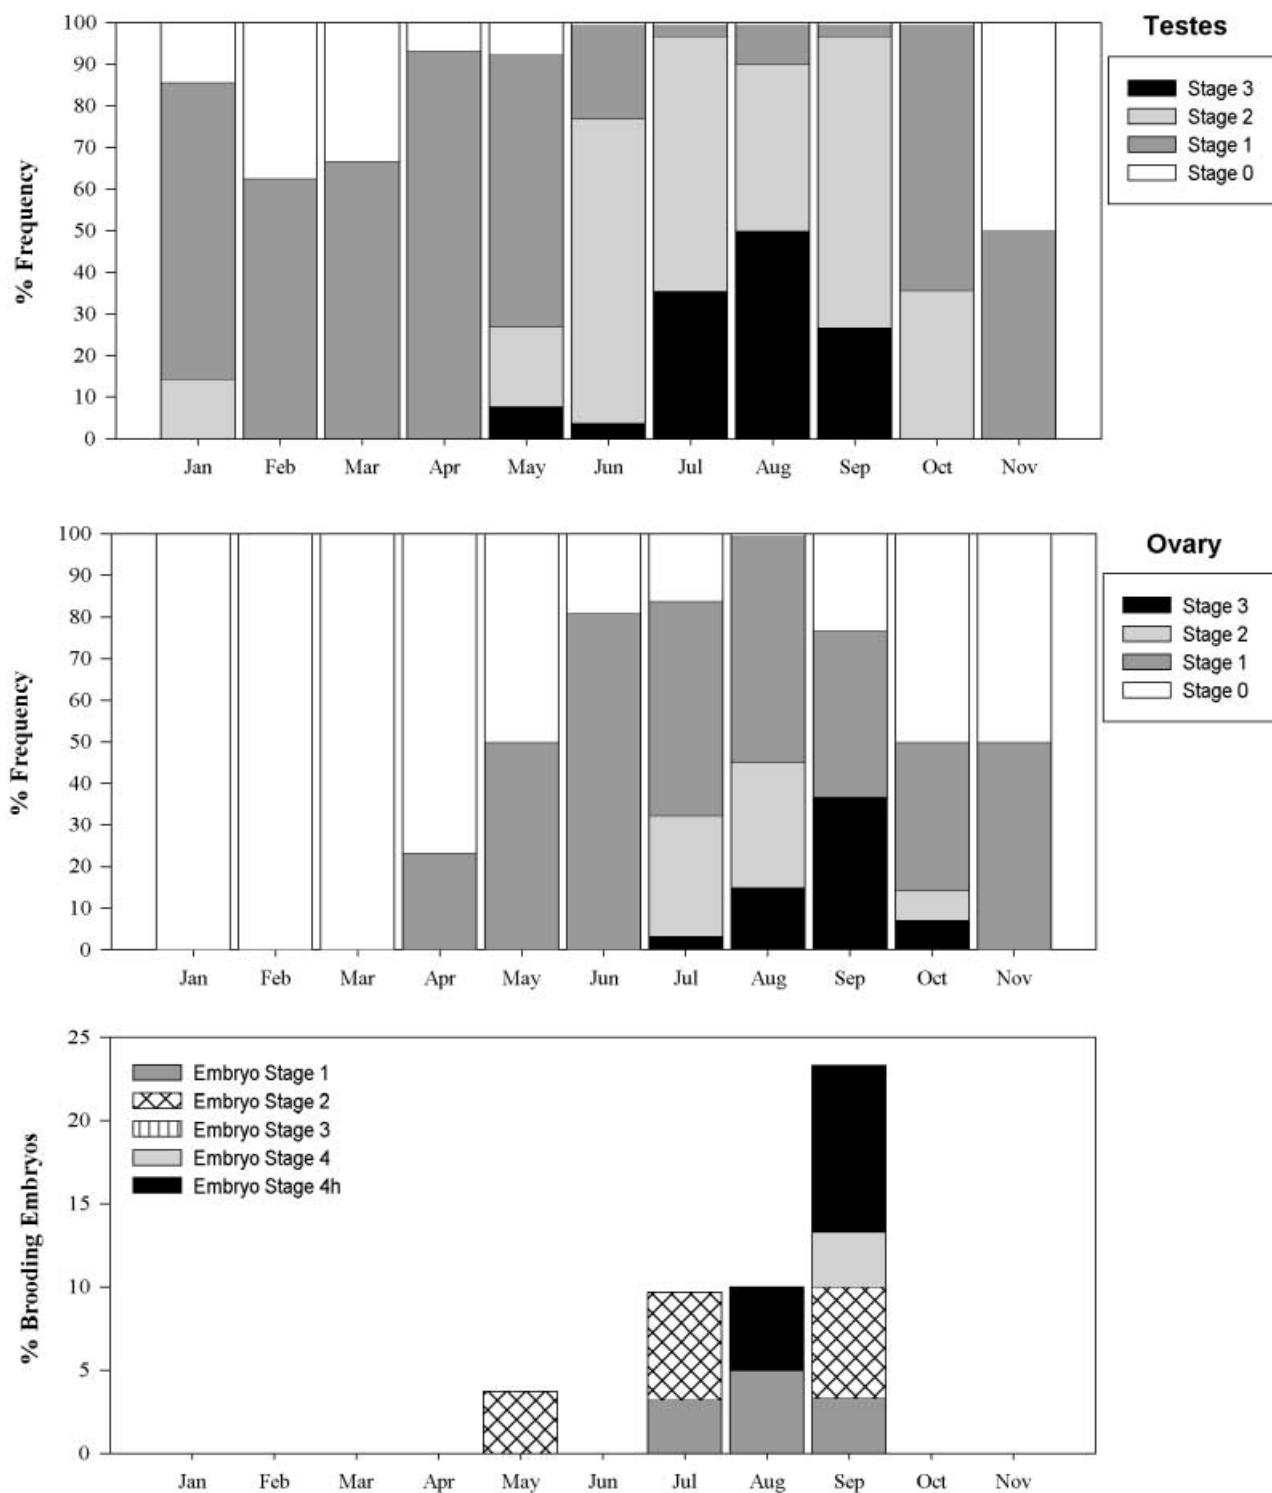 Testes
Stage 3
Stage 2
Stage 1
Stage 0
% Frequency
100
90
80
70
60
50
40
30
20
10
0
Jan Feb Mar Apr May Jun Jul Aug Sep Oct Nov
Ovary
Stage 3
Stage 2
Stage 1
Stage 0
% Frequency
100
90
80
70
60
50
40
30
20
10
0
Jan Feb Mar Apr May Jun Jul Aug Sep Oct Nov
Embryo Stage 1
Embryo Stage 2
Embryo Stage 3
Embryo Stage 4
Embryo Stage 4h
% Brooding Embryos
25
20
15
10
5
0
Jan Feb Mar Apr May Jun Jul Aug Sep Oct Nov